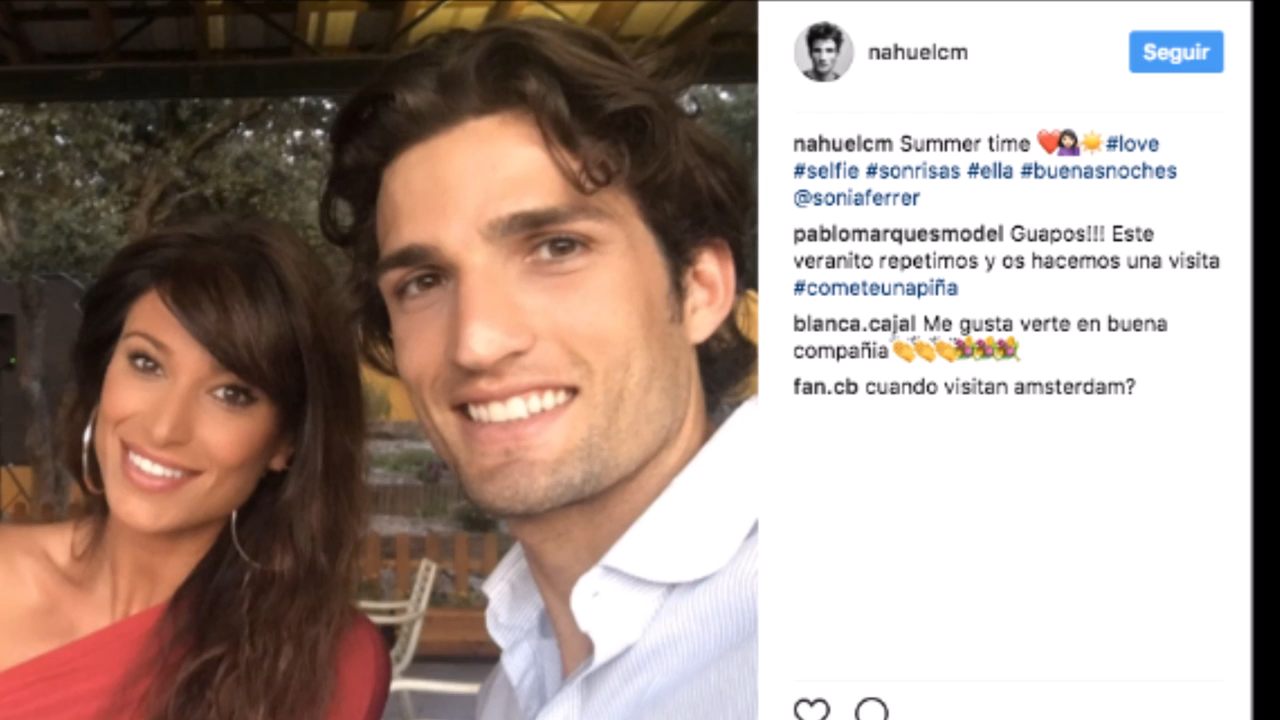 nahuelcm
Seguir
nahuelcm Summer time ❤️💁🏻‍♀️☀️#love
#selfie #sonrisas #ella #buenasnoches
@soniaferrer
pablomarquesmodel Guapos!!! Este
veranito repetimos y os hacemos una visita
#cometeunapiña
blanca.cajal Me gusta verte en buena
compañia👏👏👏💐💐💐
fan.cb cuando visitan amsterdam?